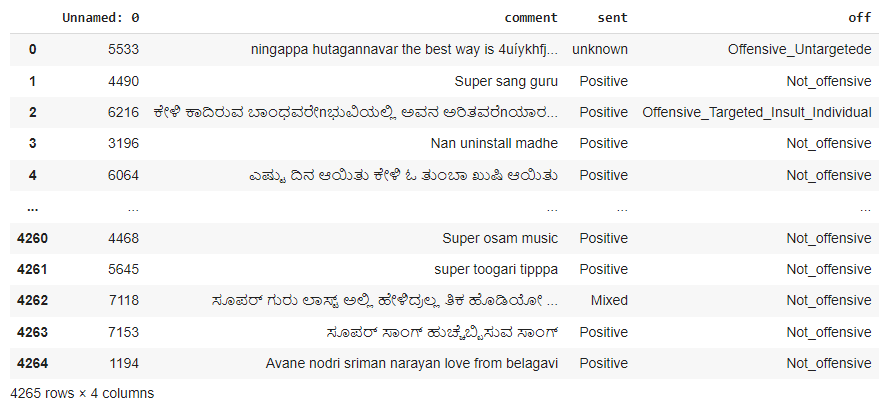 Unnamed: 0 comment sent off
0 5533 ningappa hutagannavar the best way is 4uíykhfj... unknown Offensive_Untargetede
1 4490 Super sang guru Positive Not_offensive
2 6216 ಕೇಳಿ ಕಾದಿರುವ ಬಾಂಧವರೇnಭುವಿಯಲ್ಲಿ ಅವನ ಅರಿತವರೆnಯಾರ... Positive Offensive_Targeted_Insult_Individual
3 3196 Nan uninstall madhe Positive Not_offensive
4 6064 ಎಷ್ಟು ದಿನ ಆಯಿತು ಕೇಳಿ ಓ ತುಂಬಾ ಖುಷಿ ಆಯಿತು Positive Not_offensive
... ... ... ... ...
4260 4468 Super osam music Positive Not_offensive
4261 5645 super toogari tipppa Positive Not_offensive
4262 7118 ಸೂಪರ್ ಗುರು ಲಾಸ್ಟ್ ಅಲ್ಲಿ ಹೇಳಿದ್ರಲ್ಲ ತಿಕ ಹೊಡಿಯೋ ... Mixed Not_offensive
4263 7153 ಸೂಪರ್ ಸಾಂಗ್ ಹುಚ್ಚೆಬ್ಬಿಸುವ ಸಾಂಗ್ Positive Not_offensive
4264 1194 Avane nodri sriman narayan love from belagavi Positive Not_offensive
4265 rows × 4 columns